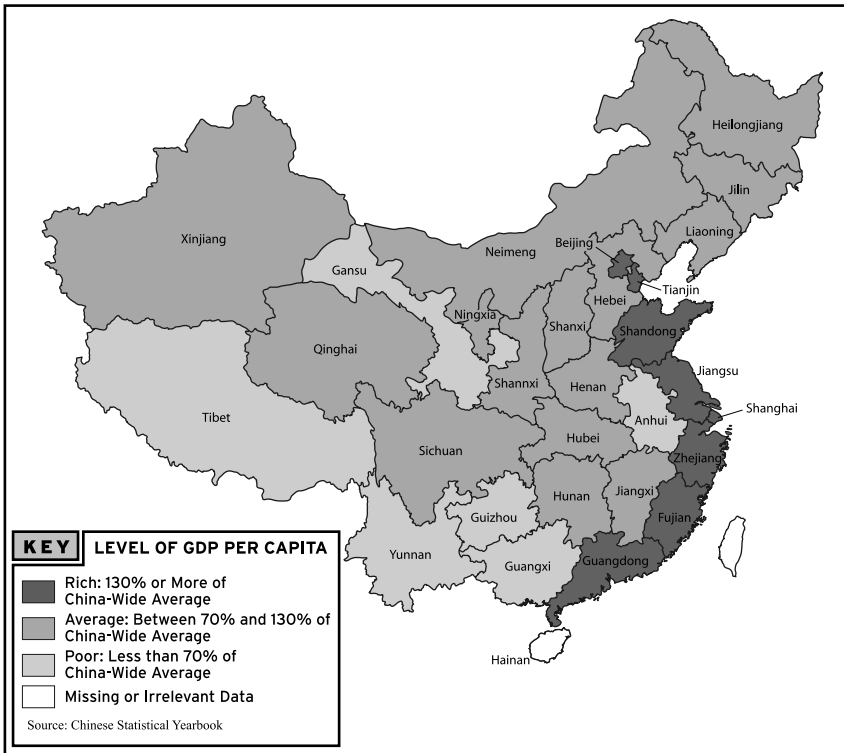 Heilongjiang
Jilin
Liaoning
Xinjiang
Neimeng
Beijing
Gansu
Tianjin
Hebei
Ningxia
Shanxi
Shandong
Qinghai
Shannxi
Henan
Jiangsu
Shanghai
Tibet
Anhui
Sichuan
Hubei
Zhejiang
Hunan
Jiangxi
Guizhou
Fujian
Yunnan
Guangxi
Guangdong
Hainan
KEY LEVEL OF GDP PER CAPITA
Rich: 130% or More of
China-Wide Average
Average: Between 70% and 130% of
China-Wide Average
Poor: Less than 70% of
China-Wide Average
Missing or Irrelevant Data
Source: Chinese Statistical Yearbook